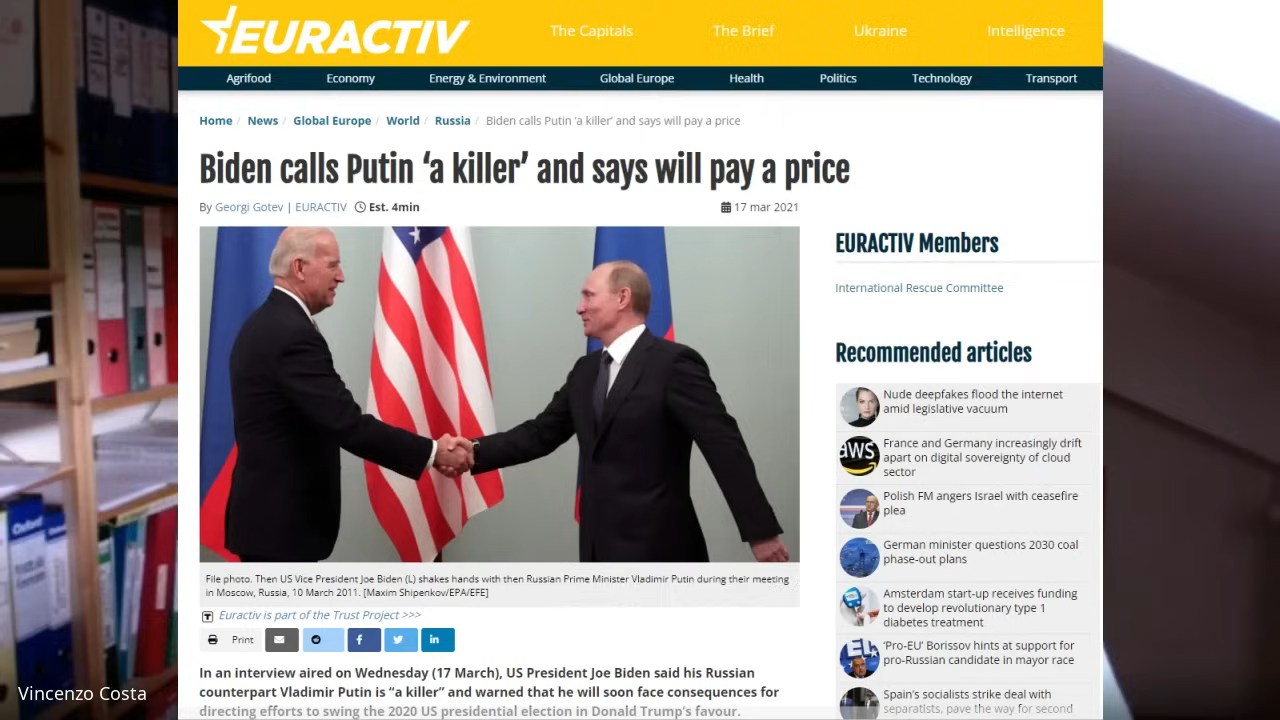 EURACTIV
The Capitals
The Brief
Ukraine
Intelligence
Agrifood
Economy
Energy & Environment
Global Europe
Health
Politics
Technology
Transport
Home / News / Global Europe / World / Russia / Biden calls Putin ‘a killer’ and says will pay a price
Biden calls Putin ‘a killer’ and says will pay a price
By Georgi Gotev | EURACTIV Est. 4min
17 mar 2021
File photo. Then US Vice President Joe Biden (L) shakes hands with then Russian Prime Minister Vladimir Putin during their meeting
in Moscow, Russia, 10 March 2011. [Maxim Shipenkov/EPA/EFE]
T Euractiv is part of the Trust Project >>>
Print
f
in
In an interview aired on Wednesday (17 March), US President Joe Biden said his Russian
counterpart Vladimir Putin is “a killer” and warned that he will soon face consequences for
directing efforts to swing the 2020 US presidential election in Donald Trump’s favour.
EURACTIV Members
International Rescue Committee
Recommended articles
Nude deepfakes flood the internet
amid legislative vacuum
aws
France and Germany increasingly drift
apart on digital sovereignty of cloud
sector
Polish FM angers Israel with ceasefire
plea
German minister questions 2030 coal
phase-out plans
Amsterdam start-up receives funding
to develop revolutionary type 1
diabetes treatment
‘Pro-EU’ Borissov hints at support for
pro-Russian candidate in mayor race
Spain’s socialists strike deal with
separatists, pave the way for second
Oxford
Vincenzo Costa